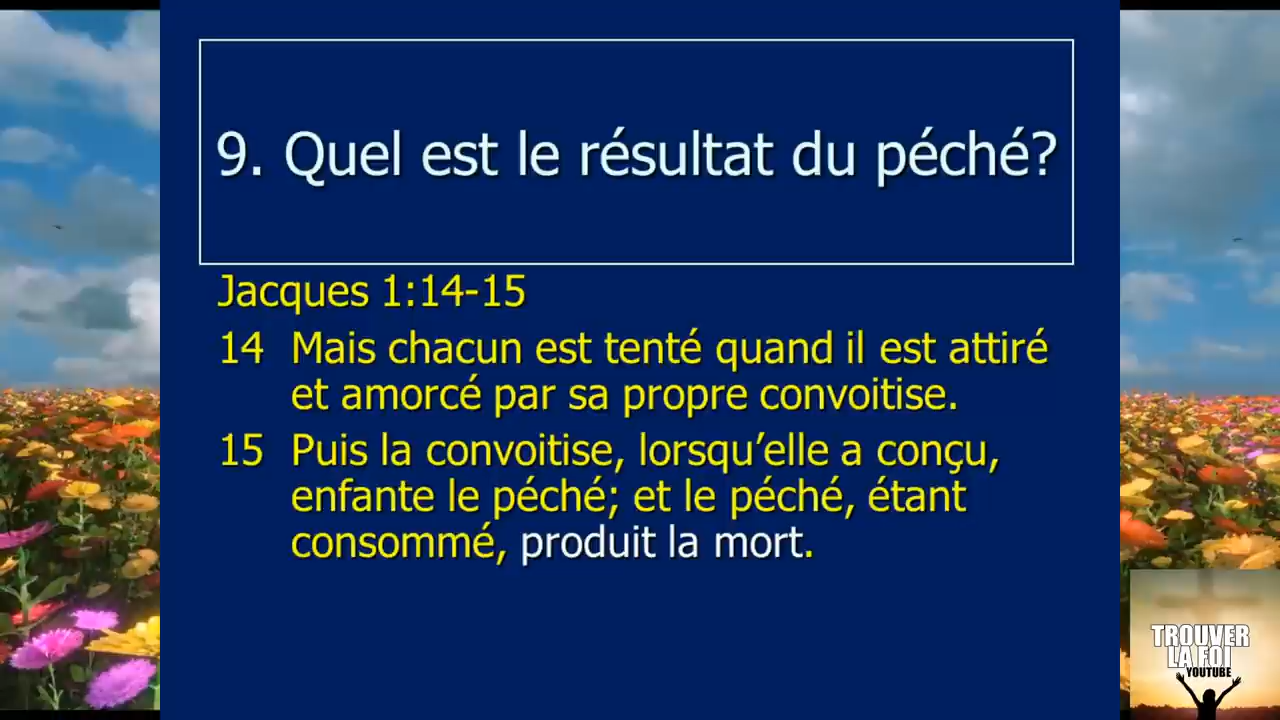 9. Quel est le résultat du péché?
Jacques 1:14-15
14 Mais chacun est tenté quand il est attiré
et amorcé par sa propre convoitise.
15 Puis la convoitise, lorsqu’elle a conçu,
enfante le péché; et le péché, étant
consommé, produit la mort.
TROUVER
LA FOI
YOUTUBE